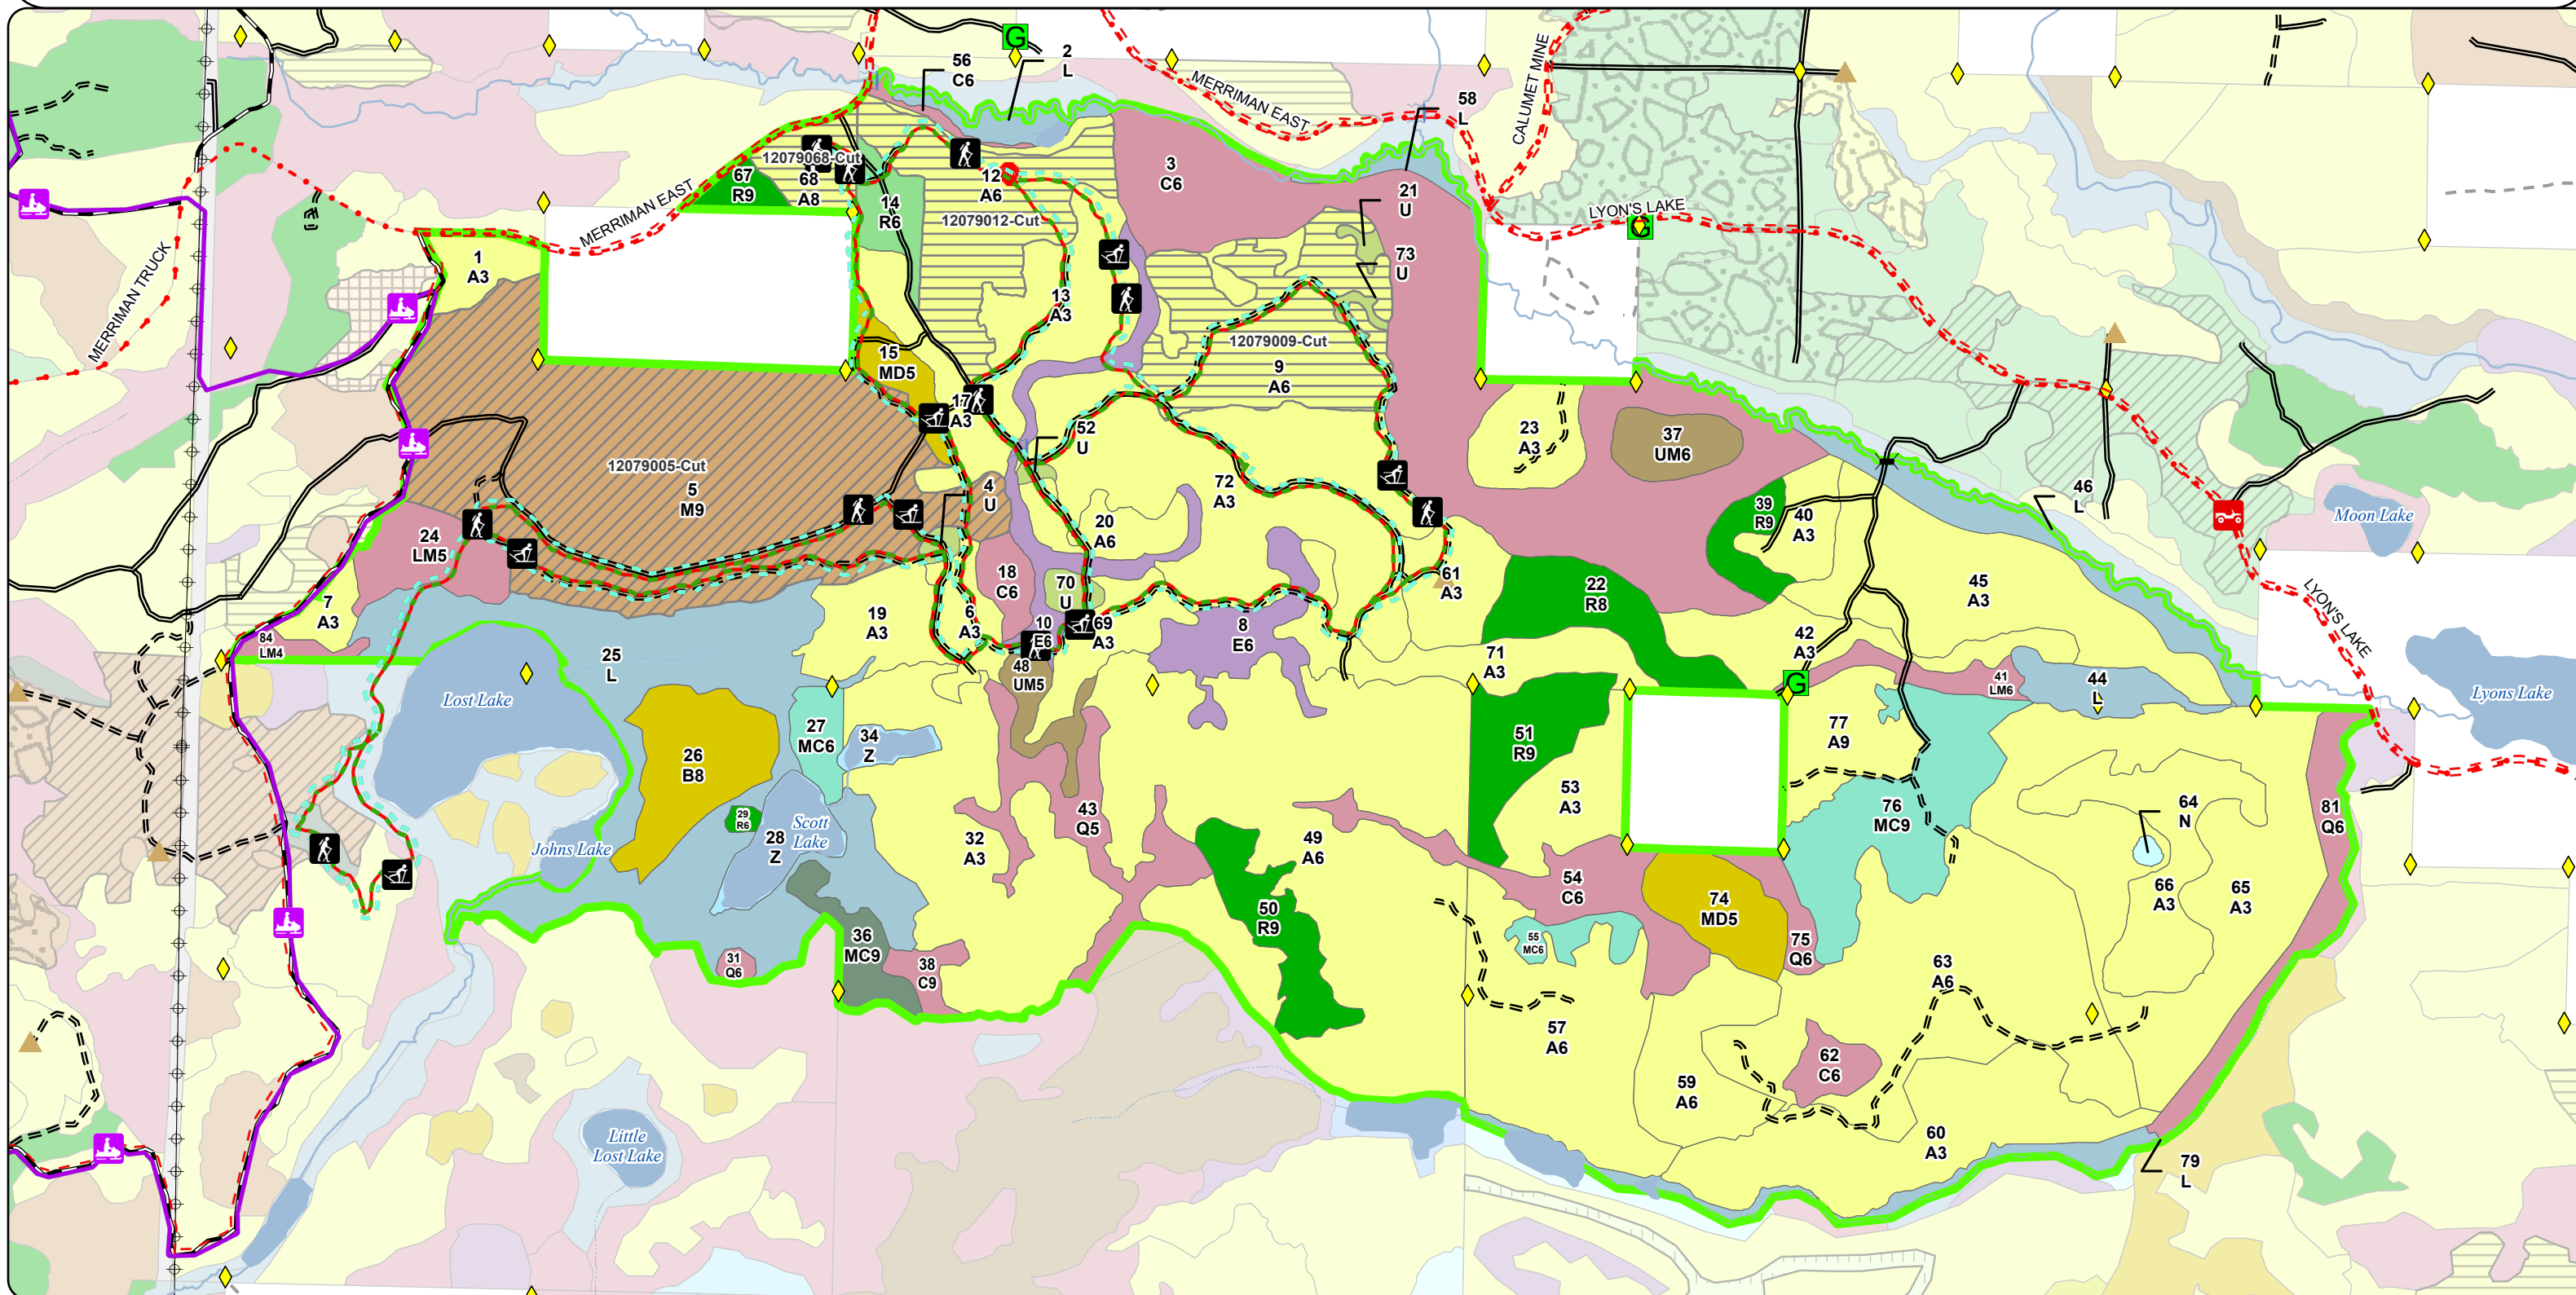 56
C6
2
L
G
MERRIMAN EAST
58
L
CALUMET MINE
12079068-Cut
67
R9
68
A8
12
A6
3
C6
21
U
14
R6
12079012-Cut
LYON'S LAKE
G
MERRIMAN EAST
MERRIMAN TRUCK
1
A3
73
U
13
A3
15
MD5
12079009-Cut
9
A6
17
A3
52
U
23
A3
37
UM6
12079005-Cut
5
M9
4
U
72
A3
39
R9
40
A3
46
L
Moon Lake
24
LM5
20
A6
18
C6
70
U
61
A3
22
R8
45
A3
7
A3
84
LM4
19
A3
6
A3
10
E6
69
A3
8
E6
42
A3
LYON'S LAKE
25
L
48
UM5
71
A3
G
41
LM6
44
L
Lost Lake
Lyons Lake
27
MC6
34
Z
26
B8
51
R9
77
A9
53
A3
29
R6
28
Z
Scott
Lake
Johns Lake
32
A3
43
Q5
49
A6
76
MC9
64
N
81
Q6
54
C6
66
A3
65
A3
50
R9
74
MD5
36
MC9
55
MC6
75
Q6
31
Q6
38
C9
63
A6
57
A6
62
C6
59
A6
60
A3
Little
Lost Lake
79
L